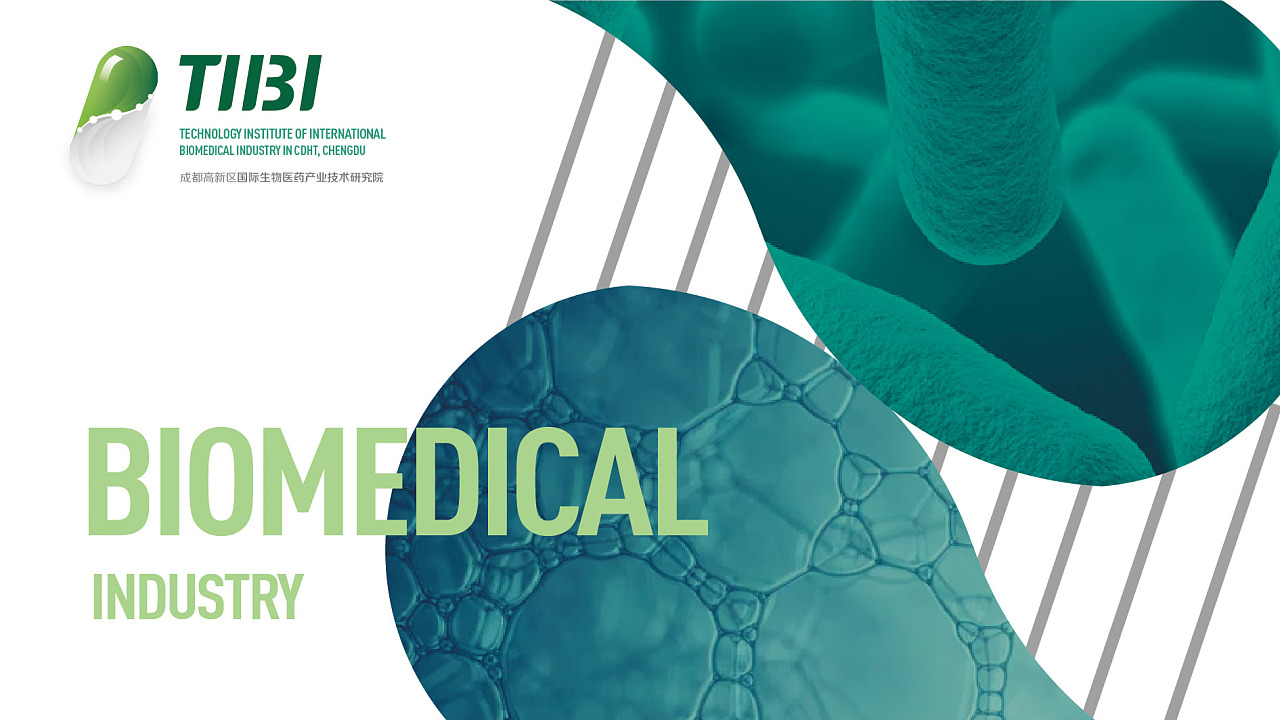 TIBI
TECHNOLOGY INSTITUTE OF INTERNATIONAL
BIOMEDICAL INDUSTRY IN CDHT, CHENGDU
成都高新区国际生物医药产业技术研究院
BIOMEDICAL
INDUSTRY